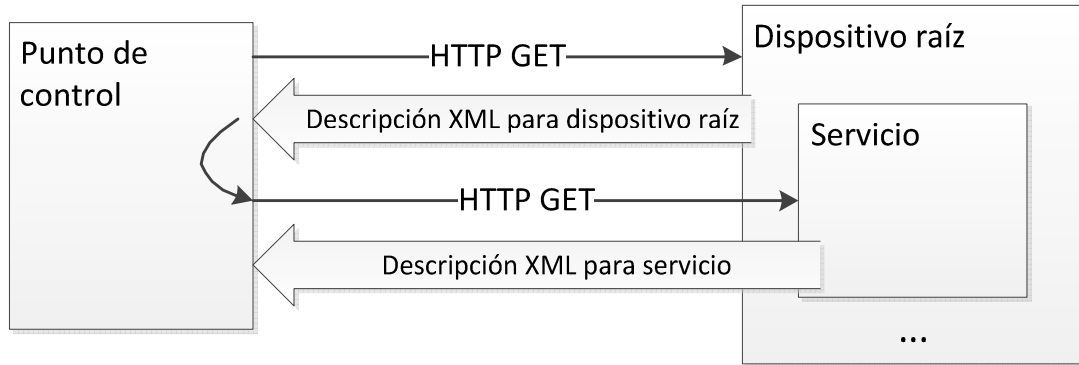 Punto de
control
HTTP GET
Dispositivo raíz
Descripción XML para dispositivo raíz
Servicio
HTTP GET
Descripción XML para servicio
...